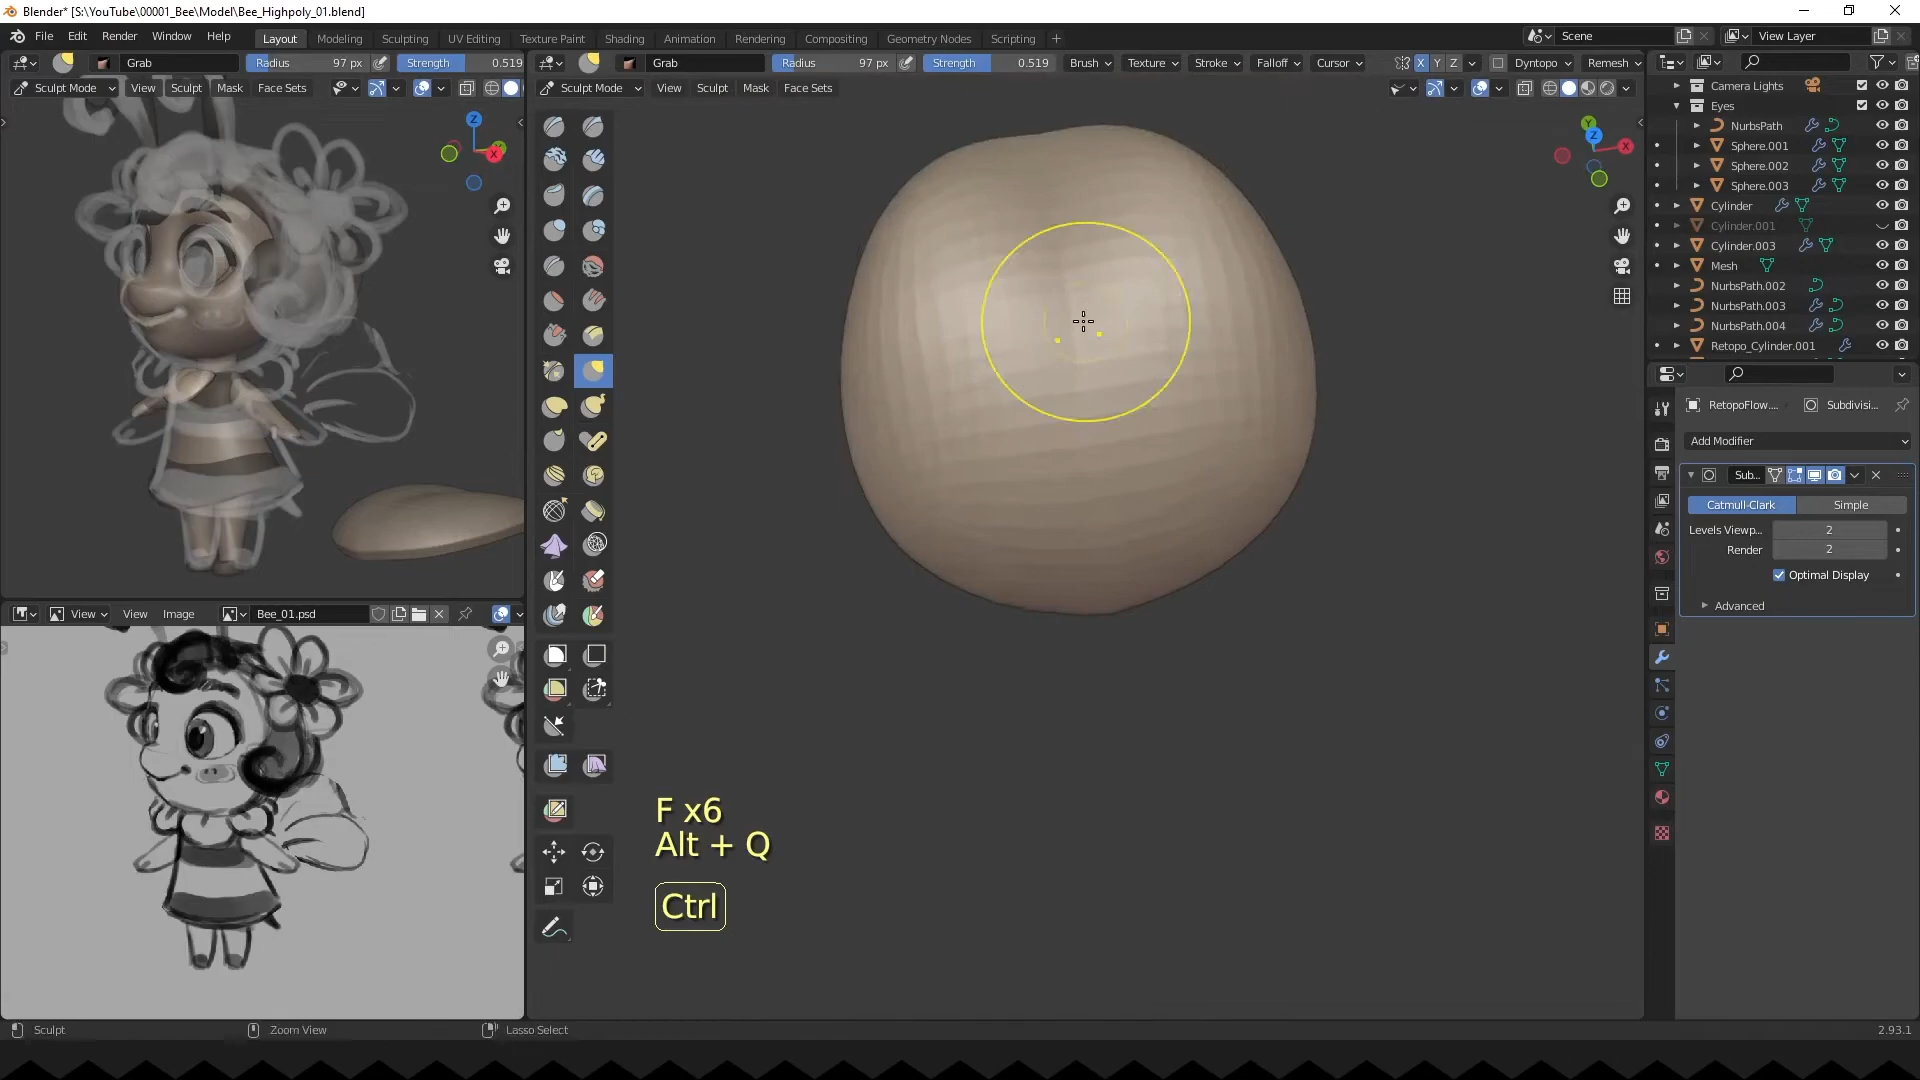 Blender* [S:\YouTube\00001_Bee\Model\Bee_Highpoly_01.blend]
File Edit Render Window Help
Layout Modeling Sculpting UV Editing Texture Paint Shading Animation Rendering Compositing Geometry Nodes Scripting +
Scene
View Layer
Grab Radius 97 px Strength 0.519
Grab Radius 97 px Strength 0.519 Brush Texture Stroke Falloff Cursor X Y Z Dyntopo Remesh
Sculpt Mode View Sculpt Mask Face Sets
Sculpt Mode View Sculpt Mask Face Sets
Z
X
Y
Z
X
Camera Lights
Eyes
NurbsPath
Sphere.001
Sphere.002
Sphere.003
Cylinder
Cylinder.001
Cylinder.003
Mesh
NurbsPath.002
NurbsPath.003
NurbsPath.004
Retopo_Cylinder.001
RetopoFlow.... Subdivisi...
Add Modifier
Sub...
Catmull-Clark Simple
Levels Viewp... 2
Render 2
Optimal Display
Advanced
View View Image Bee_01.psd
F x6
Alt + Q
Ctrl
Sculpt Zoom View Lasso Select 2.93.1